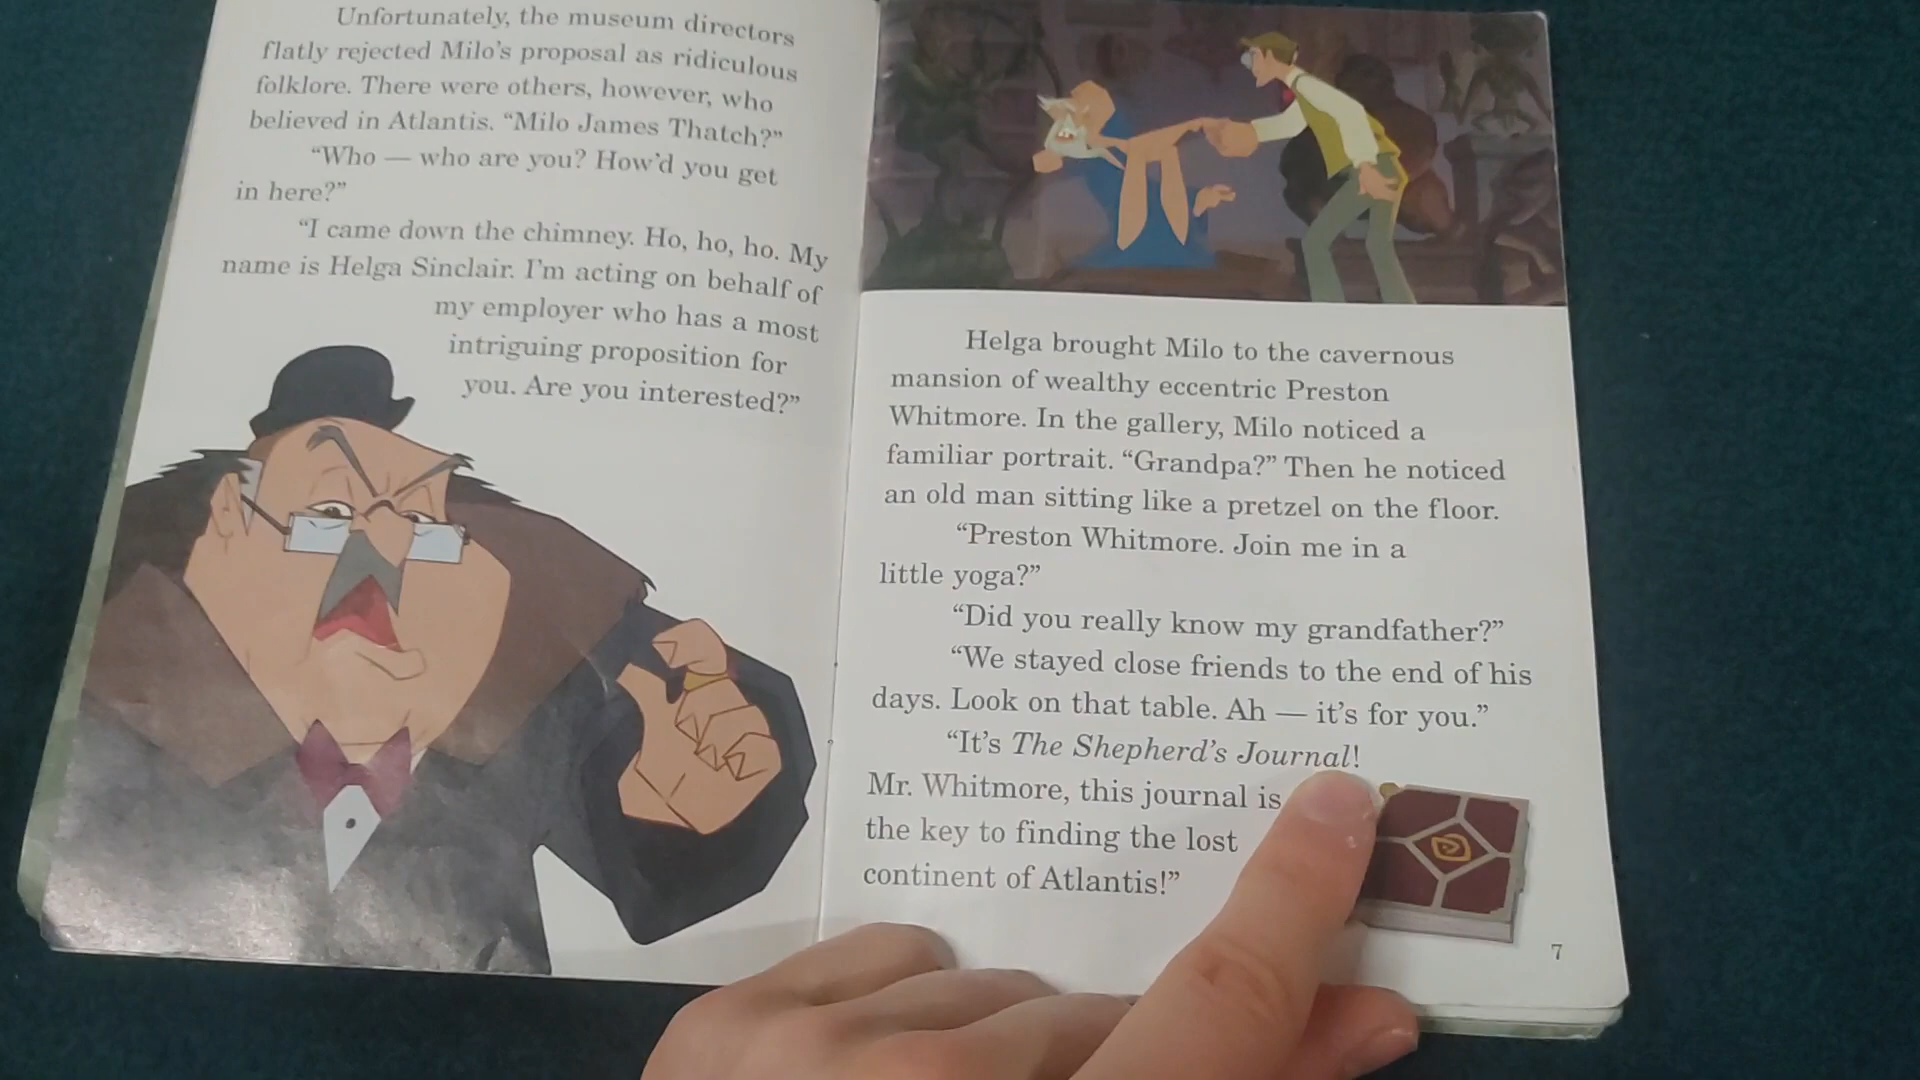 Unfortunately, the museum directors
flatly rejected Milo's proposal as ridiculous
folklore. There were others, however, who
believed in Atlantis. “Milo James Thatch?”
“Who — who are you? How'd you get
in here?”
“I came down the chimney. Ho, ho, ho. My
name is Helga Sinclair. I'm acting on behalf of
my employer who has a most
intriguing proposition for
you. Are you interested?”
Helga brought Milo to the cavernous
mansion of wealthy eccentric Preston
Whitmore. In the gallery, Milo noticed a
familiar portrait. “Grandpa?” Then he noticed
an old man sitting like a pretzel on the floor.
“Preston Whitmore. Join me in a
little yoga?”
“Did you really know my grandfather?”
“We stayed close friends to the end of his
days. Look on that table. Ah — it's for you.”
“It's The Shepherd's Journal!
Mr. Whitmore, this journal is
the key to finding the lost
continent of Atlantis!”
7